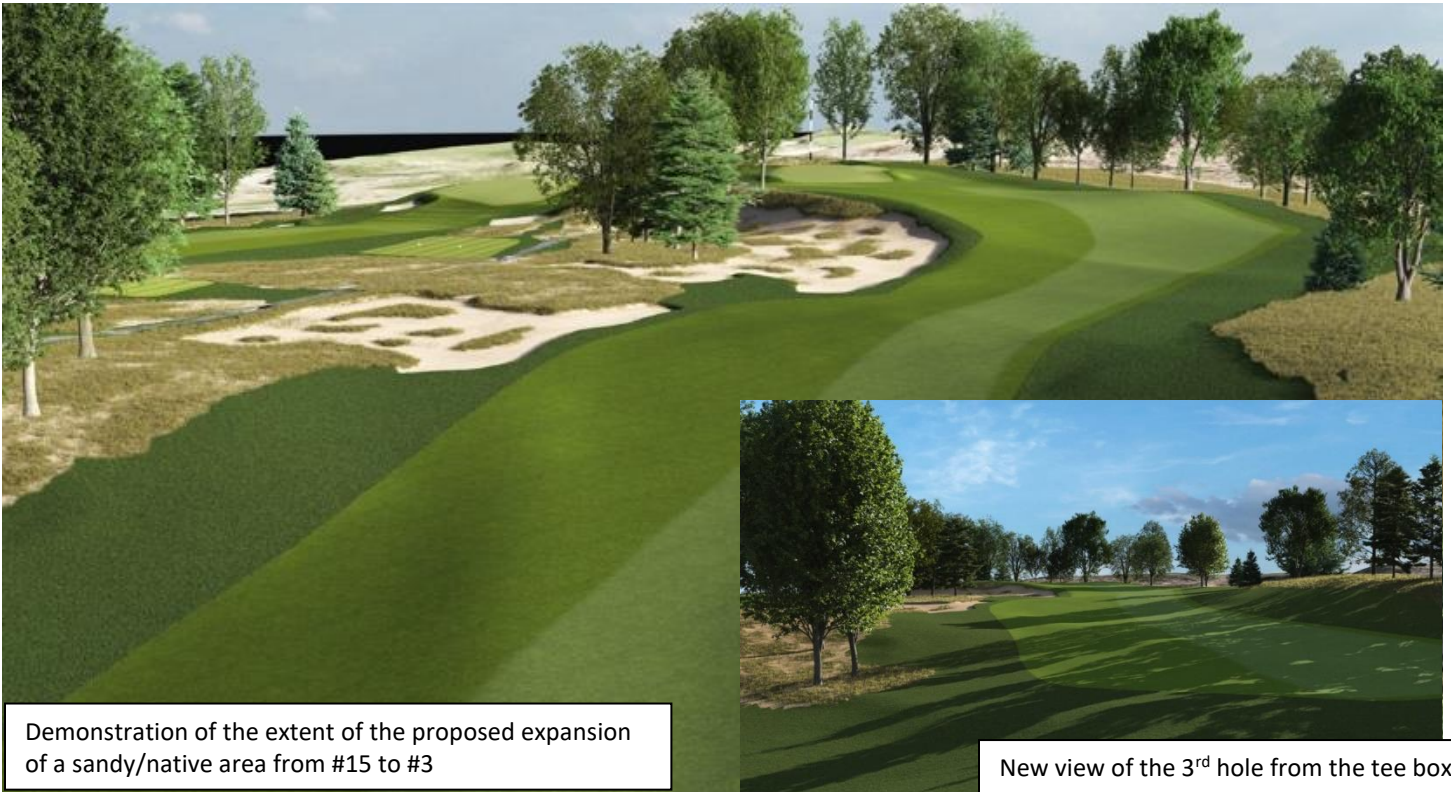 Demonstration of the extent of the proposed expansion
of a sandy/native area from #15 to #3
New view of the 3rd hole from the tee box